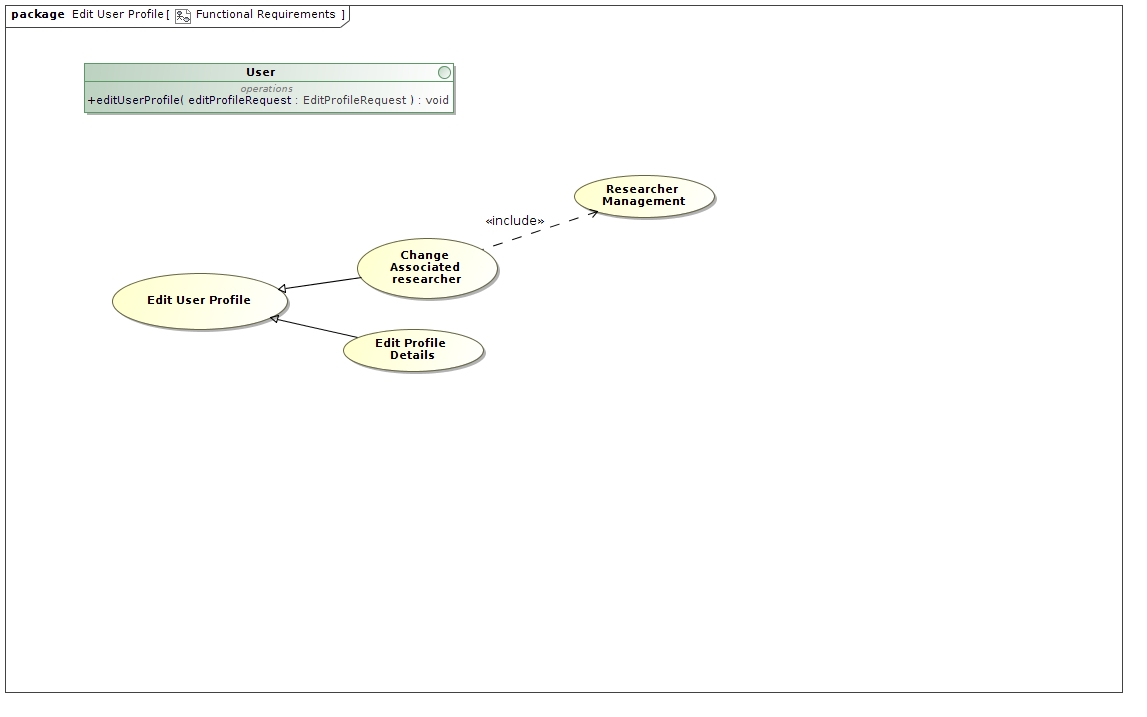 package Edit User Profile[ Functional Requirements ]
User
operations
+editUserProfile( editProfileRequest : EditProfileRequest ) : void
Researcher
Management
«include»
Change
Associated
researcher
Edit User Profile
Edit Profile
Details